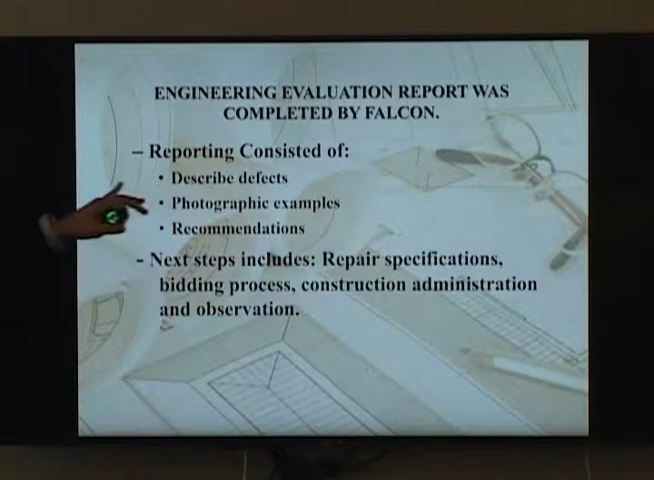 ENGINEERING EVALUATION REPORT WAS
COMPLETED BY FALCON.
– Reporting Consisted of:
• Describe defects
• Photographic examples
• Recommendations
- Next steps includes: Repair specifications,
bidding process, construction administration
and observation.